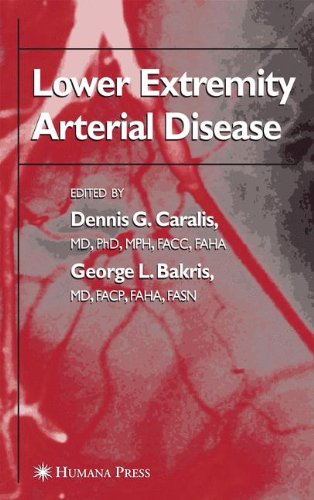 Lower Extremity
Arterial Disease
EDITED BY
Dennis G. Caralis,
MD, PhD, MPH, FACC, FAHA
George L. Bakris,
MD, FACP, FAHA, FASN
HUMANA PRESS